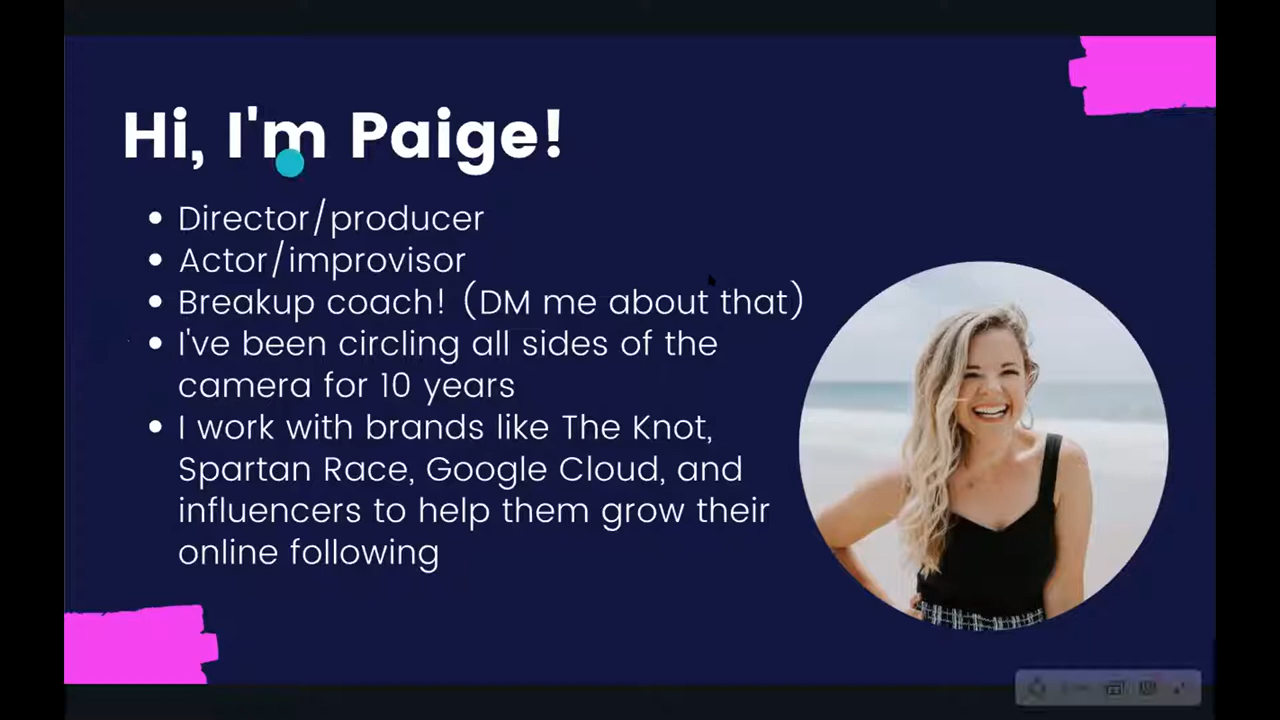 Hi, I'm Paige!
• Director/producer
• Actor/improvisor
• Breakup coach! (DM me about that)
• I've been circling all sides of the
camera for 10 years
• I work with brands like The Knot,
Spartan Race, Google Cloud, and
influencers to help them grow their
online following